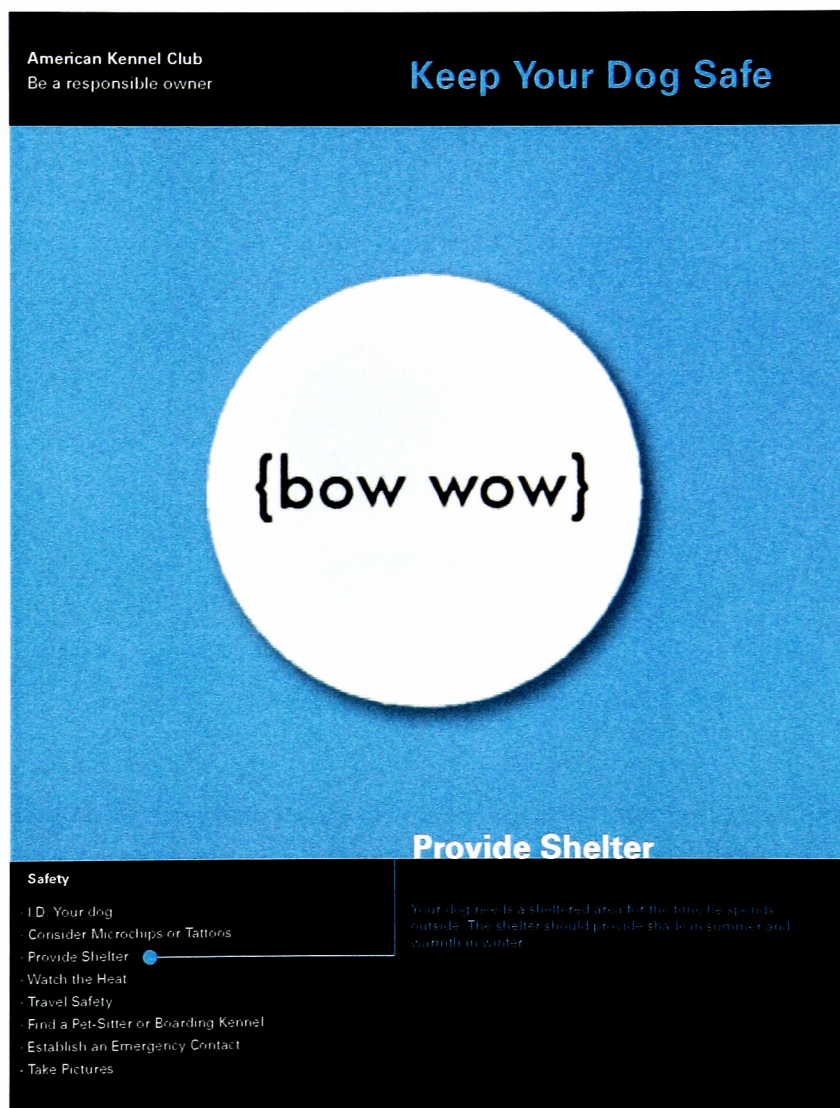 American Kennel Club
Be a responsible owner
Keep Your Dog Safe
{bow wow}
Provide Shelter
Safety
· I.D. Your dog
· Consider Microchips or Tattoos
· Provide Shelter
· Watch the Heat
· Travel Safety
· Find a Pet-Sitter or Boarding Kennel
· Establish an Emergency Contact
· Take Pictures
Your dog needs a sheltered area for the time he spends
outside. The shelter should provide shade in summer and
warmth in winter